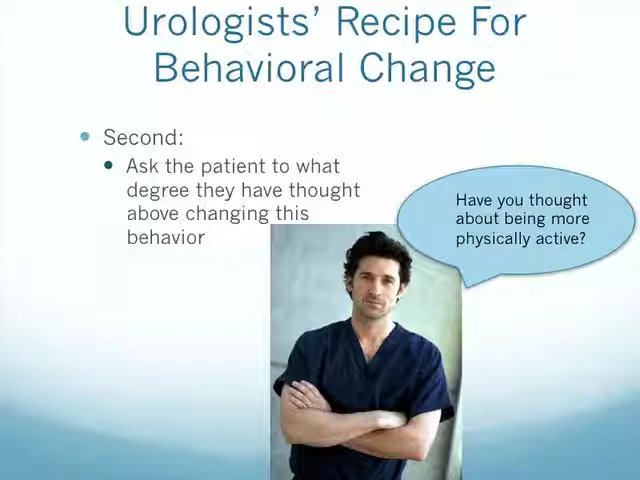 Urologists’ Recipe For
Behavioral Change
Second:
Ask the patient to what
degree they have thought
above changing this
behavior
Have you thought
about being more
physically active?